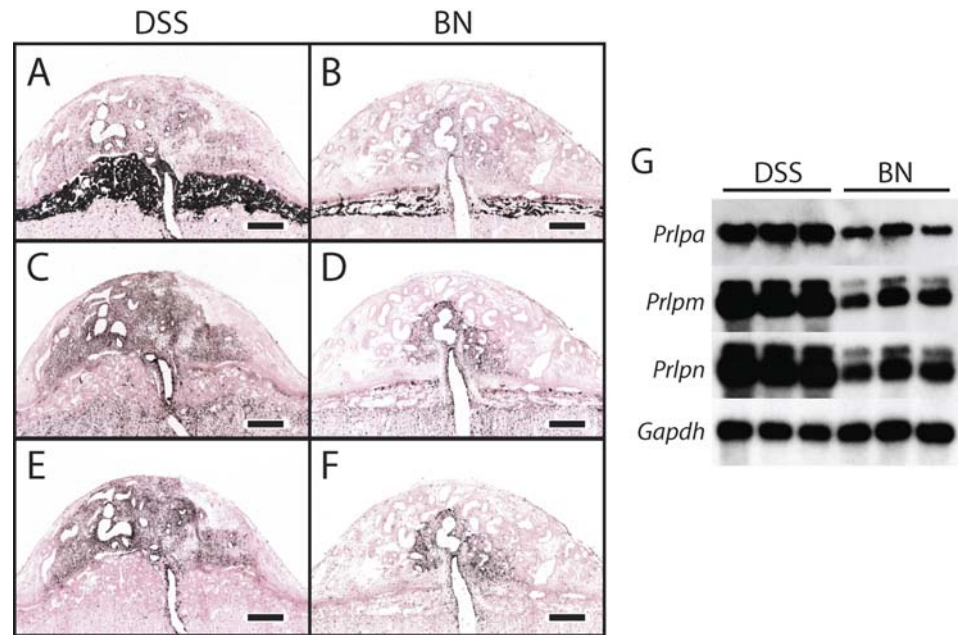 DSS BN
A B
C D
E F
G
DSS BN
Prlpa
Prlpm
Prlpn
Gapdh